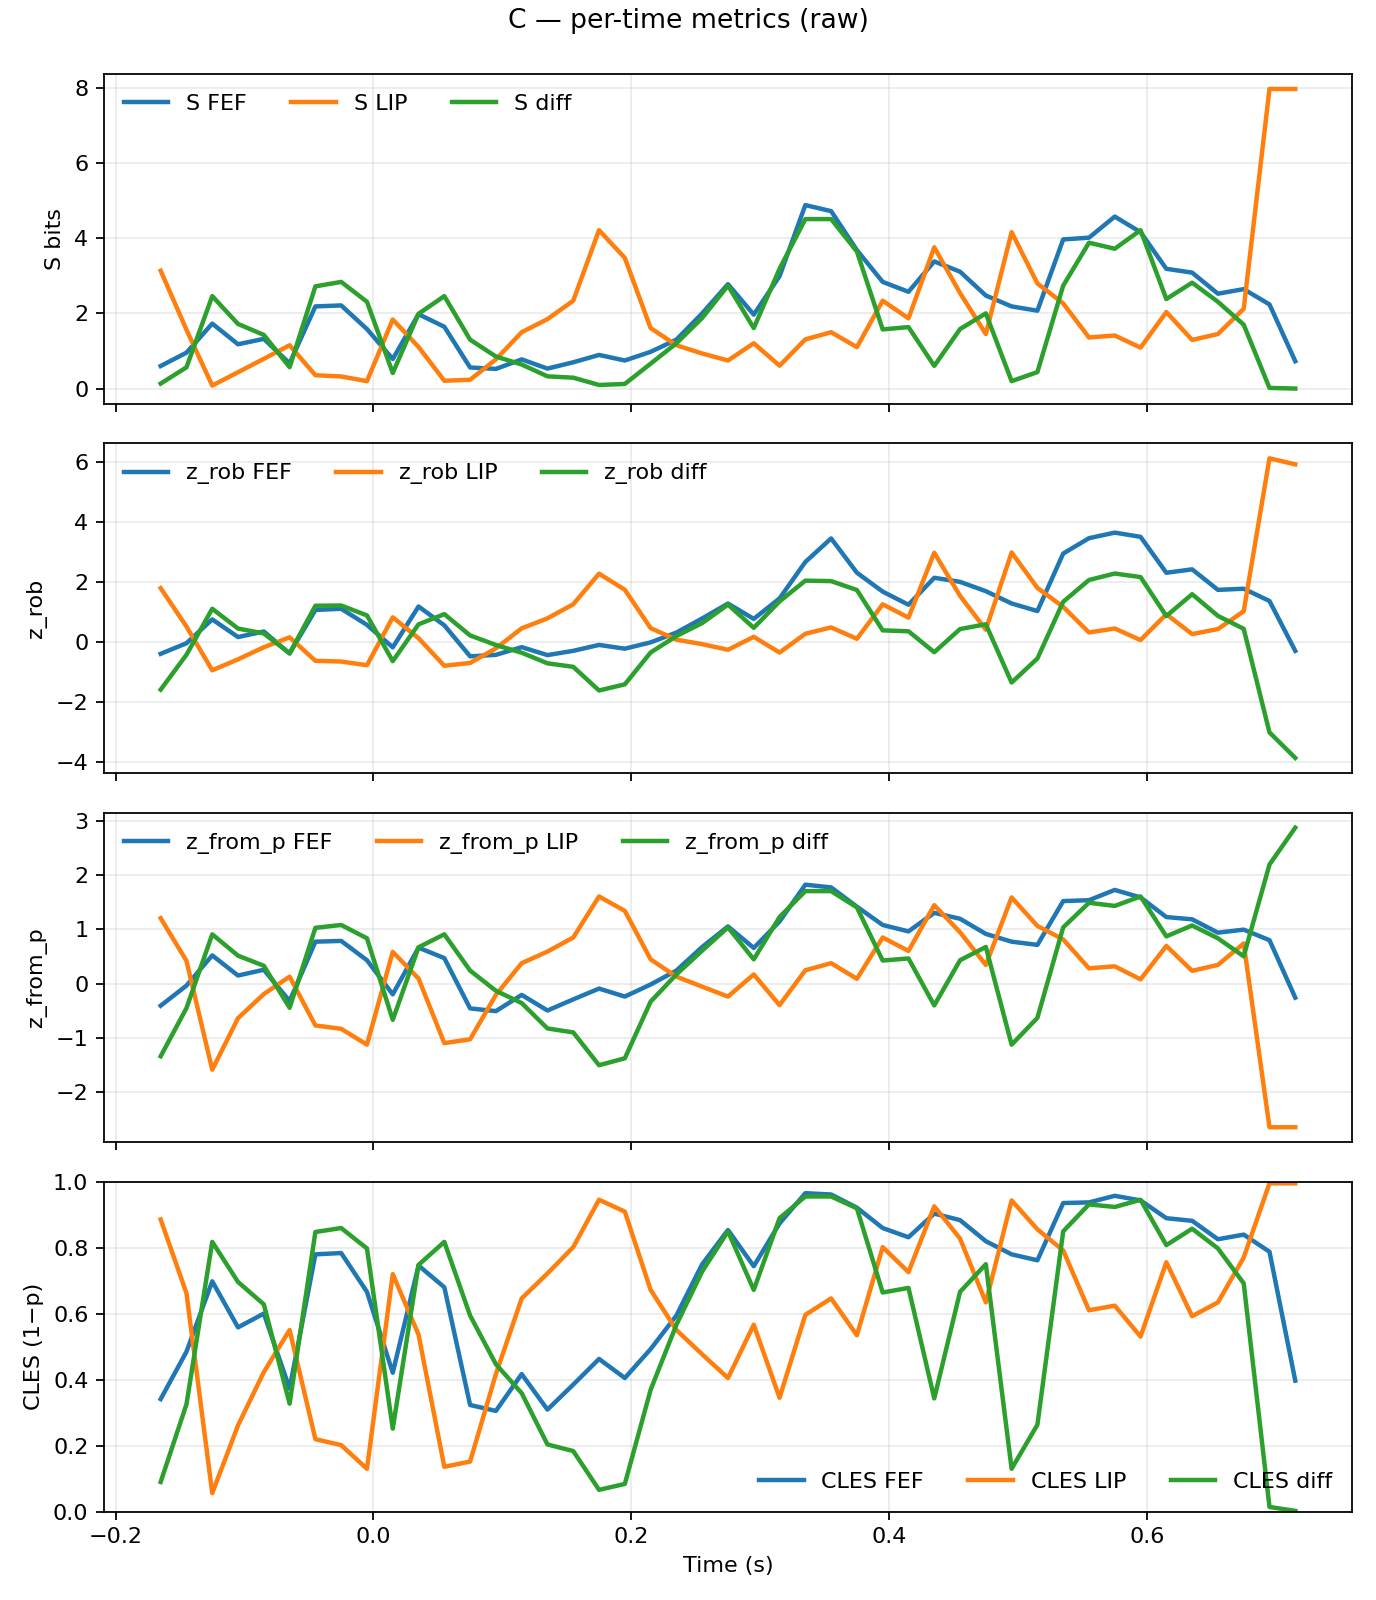 C — per-time metrics (raw)
S FEF S LIP S diff
8
6
4
2
0
S bits
z_rob FEF z_rob LIP z_rob diff
6
4
2
0
−2
−4
z_rob
z_from_p FEF z_from_p LIP z_from_p diff
3
2
1
0
−1
−2
z_from_p
1.0
0.8
0.6
0.4
0.2
0.0
CLES (1−p)
CLES FEF CLES LIP CLES diff
−0.2 0.0 0.2 0.4 0.6
Time (s)